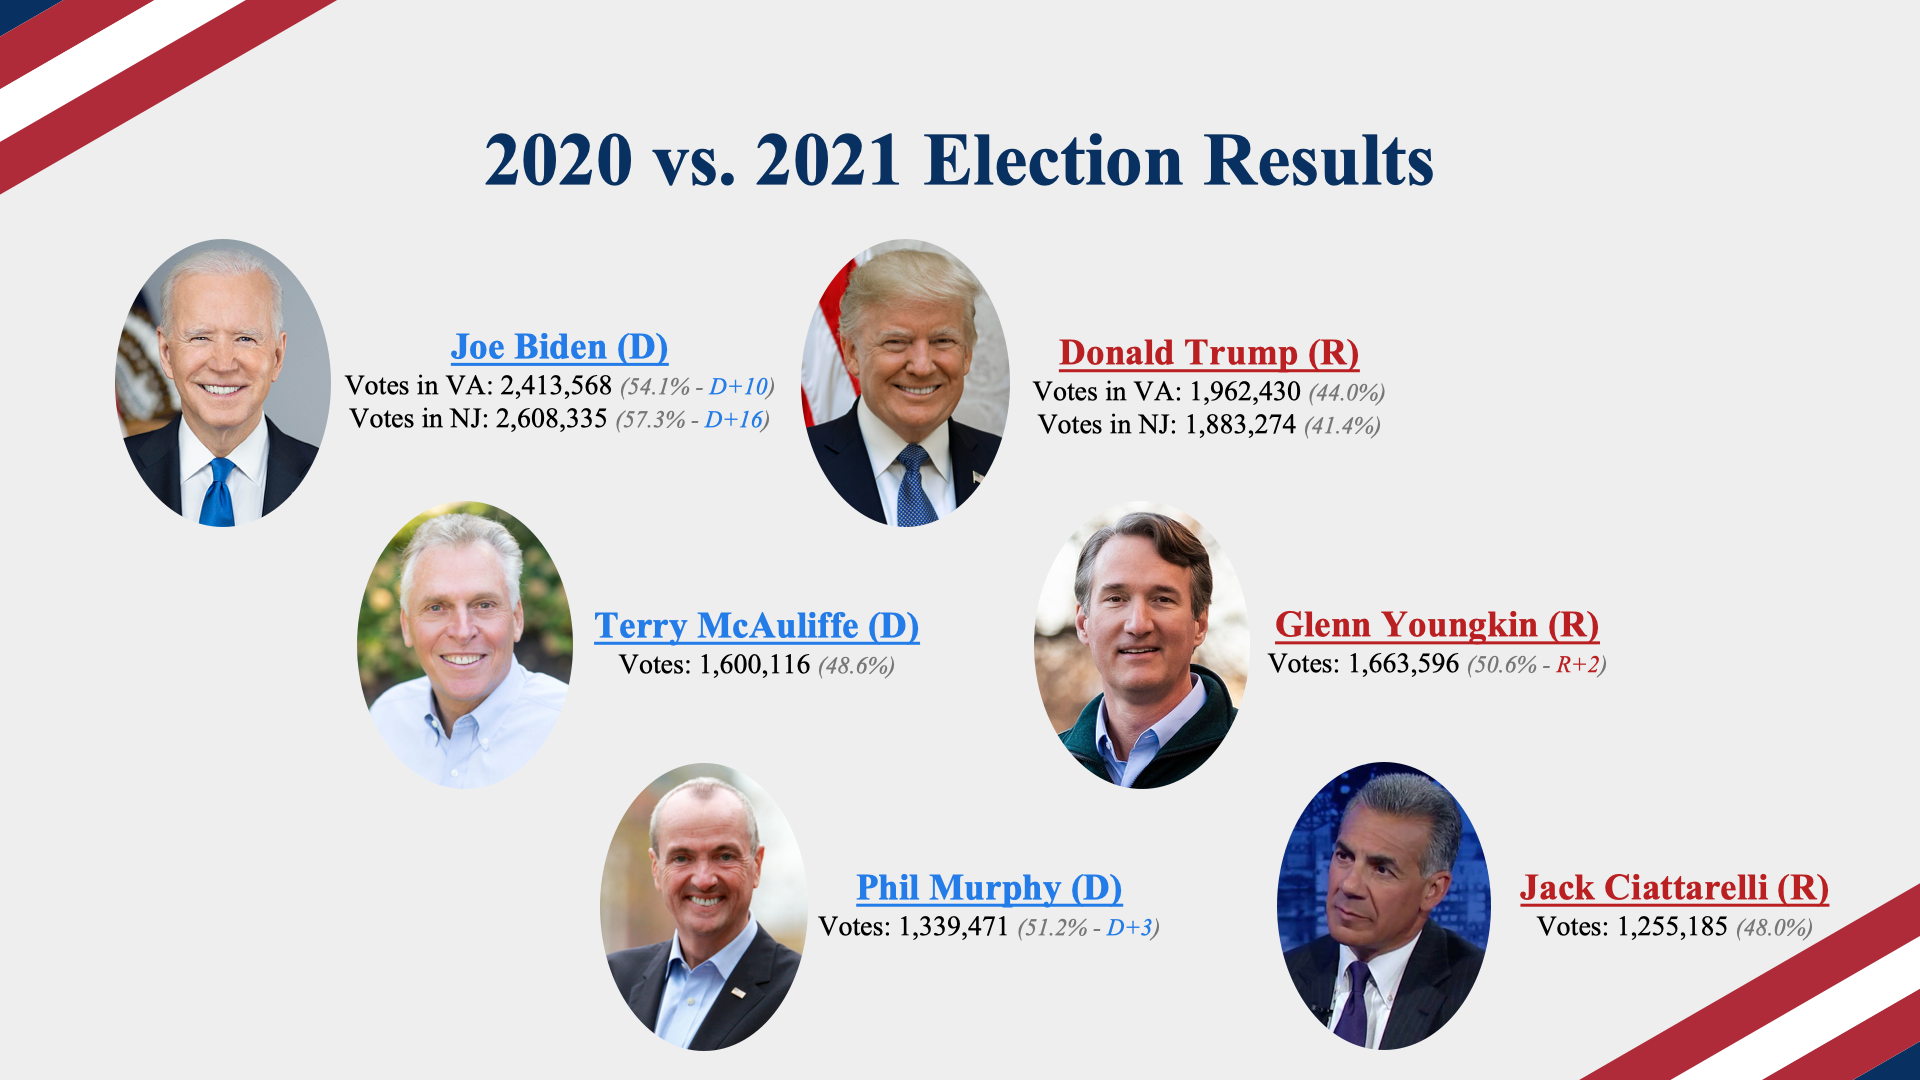 2020 vs. 2021 Election Results
Joe Biden (D)
Votes in VA: 2,413,568 (54.1% - D+10)
Votes in NJ: 2,608,335 (57.3% - D+16)
Donald Trump (R)
Votes in VA: 1,962,430 (44.0%)
Votes in NJ: 1,883,274 (41.4%)
Terry McAuliffe (D)
Votes: 1,600,116 (48.6%)
Glenn Youngkin (R)
Votes: 1,663,596 (50.6% - R+2)
Phil Murphy (D)
Votes: 1,339,471 (51.2% - D+3)
Jack Ciattarelli (R)
Votes: 1,255,185 (48.0%)